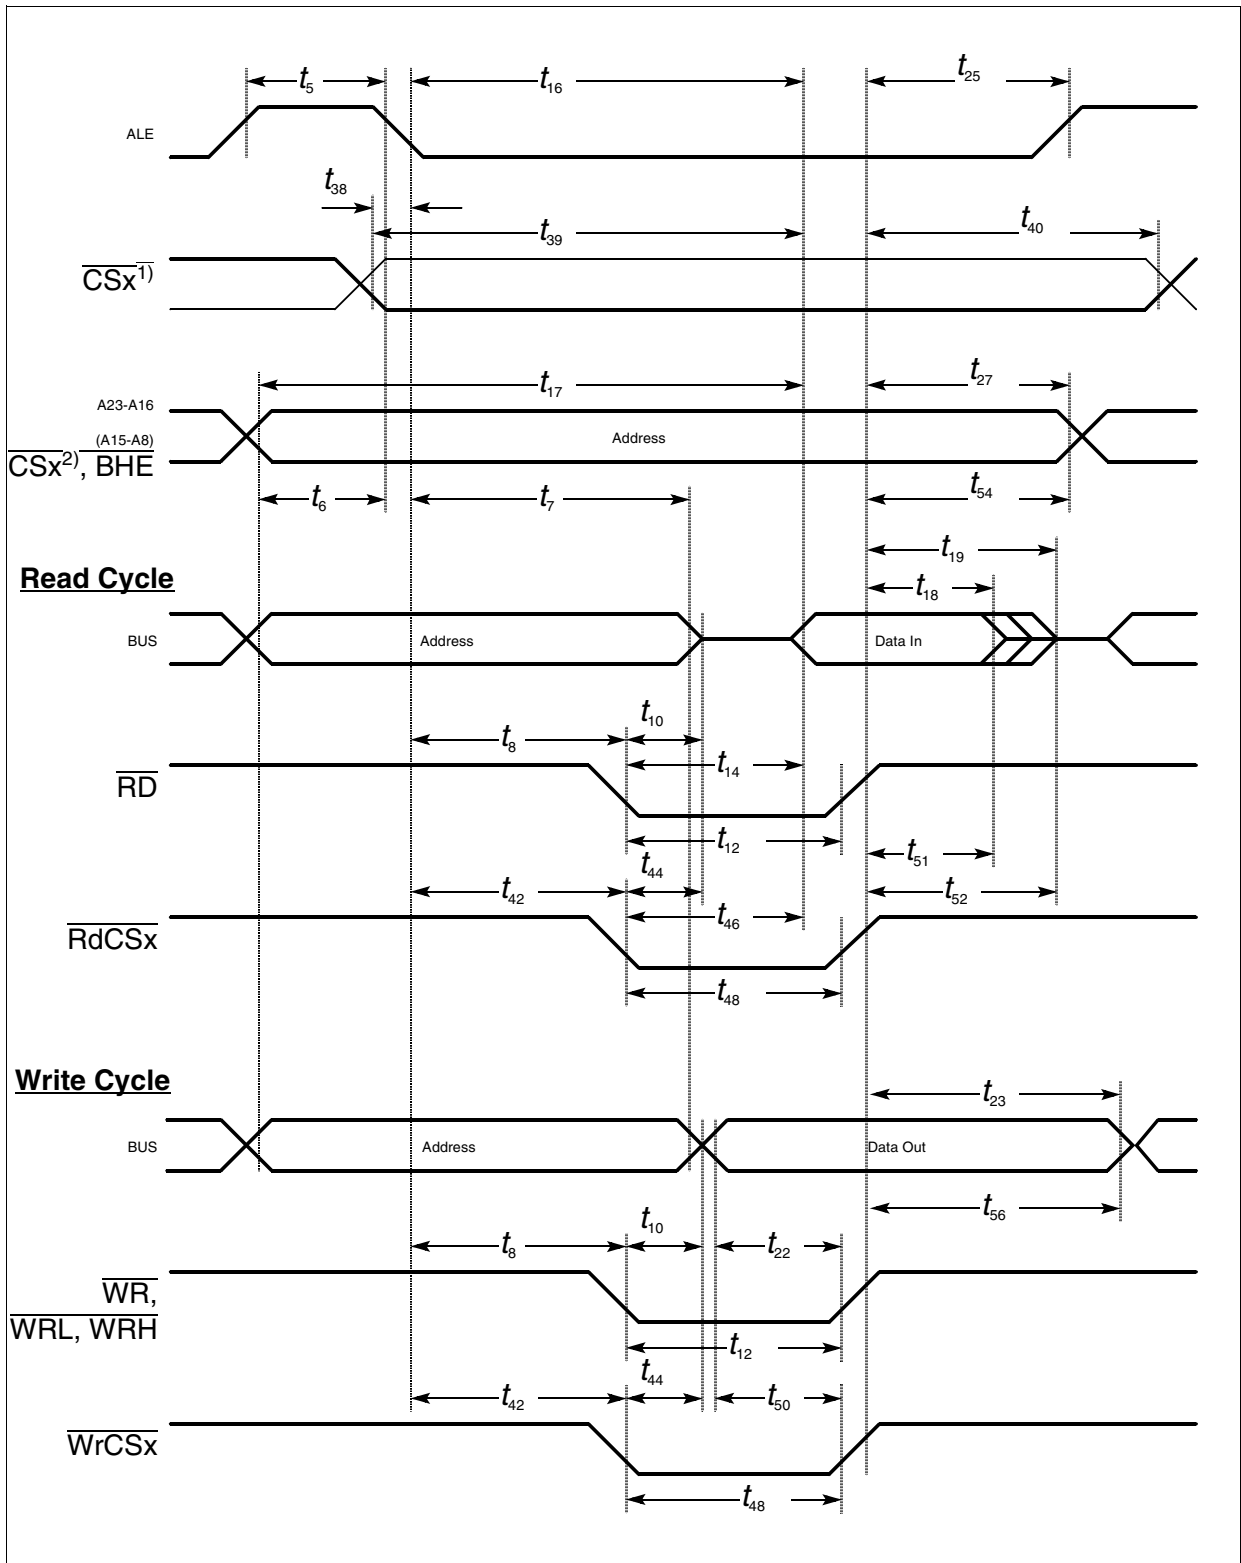 t5
t16
t25
ALE
t38
t39
t40
CSx1)
t17
t27
A23-A16
(A15-A8)
Address
CSx2), BHE
t6
t7
t54
t19
Read Cycle
t18
BUS
Address
Data In
t10
t8
t14
RD
t12
t51
t44
t42
t52
t46
RdCSx
t48
Write Cycle
t23
BUS
Address
Data Out
t56
t10
t8
t22
WR,
WRL, WRH
t12
t44
t42
t50
WrCSx
t48